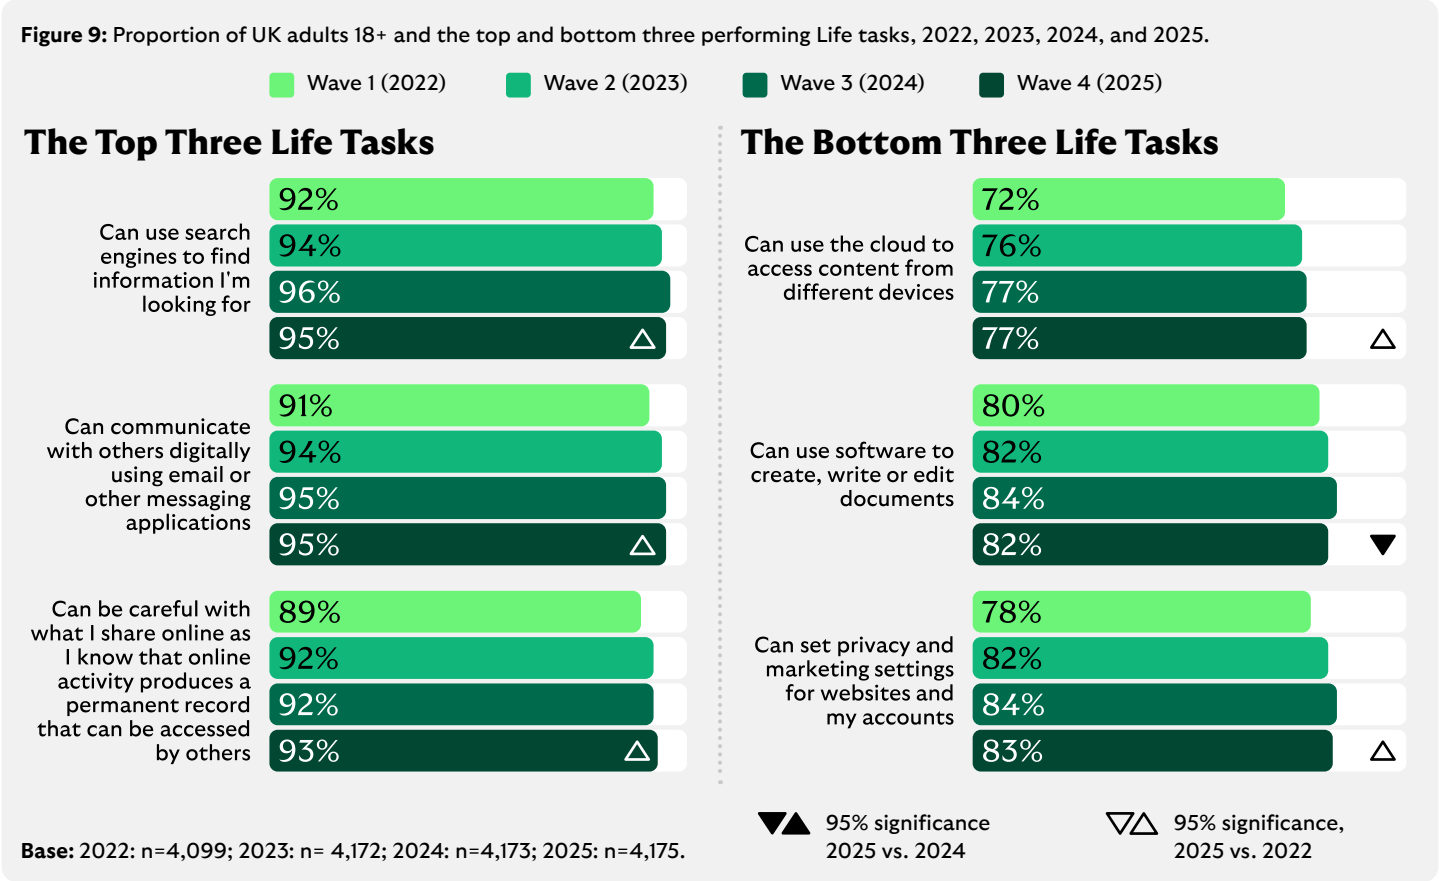 Figure 9: Proportion of UK adults 18+ and the top and bottom three performing Life tasks, 2022, 2023, 2024, and 2025.
Wave 1 (2022)
Wave 2 (2023)
Wave 3 (2024)
Wave 4 (2025)
The Top Three Life Tasks
Can use search
engines to find
information I'm
looking for
92%
94%
96%
95%
Can communicate
with others digitally
using email or
other messaging
applications
91%
94%
95%
95%
Can be careful with
what I share online as
I know that online
activity produces a
permanent record
that can be accessed
by others
89%
92%
92%
93%
The Bottom Three Life Tasks
Can use the cloud to
access content from
different devices
72%
76%
77%
77%
Can use software to
create, write or edit
documents
80%
82%
84%
82%
Can set privacy and
marketing settings
for websites and
my accounts
78%
82%
84%
83%
95% significance
2025 vs. 2024
95% significance,
2025 vs. 2022
Base: 2022: n=4,099; 2023: n= 4,172; 2024: n=4,173; 2025: n=4,175.